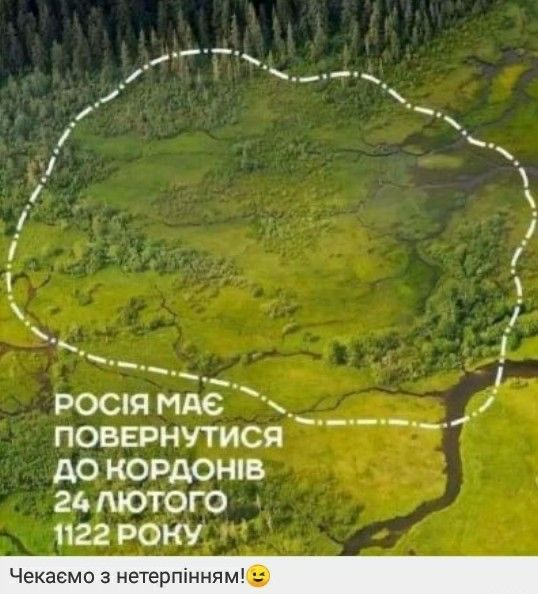 РОСІЯ МАЄ
ПОВЕРНУТИСЯ
ДО КОРДОНІВ
24 ЛЮТОГО
1122 РОКУ
Чекаємо з нетерпінням!😉